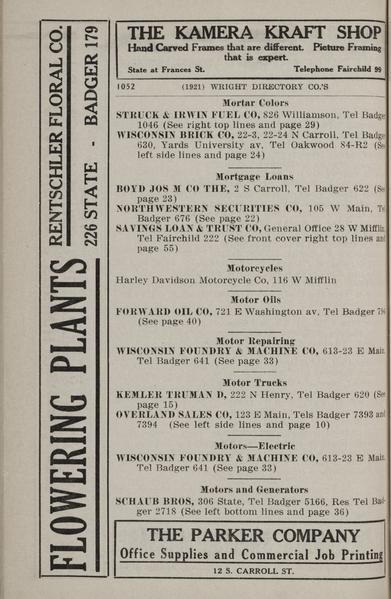 THE KAMERA KRAFT SHOP
Hand Carved Frames that are different. Picture Framing
that is expert.
State at Frances St. Telephone Fairchild 99
1052 (1921) WRIGHT DIRECTORY CO.'S
Mortar Colors
STRUCK & IRWIN FUEL CO, 826 Williamson, Tel Badger
1046 (See right top lines and page 29)
WISCONSIN BRICK CO, 22-3, 22-24 N Carroll, Tel Badger
630, Yards University av, Tel Oakwood 84-R2 (See
left side lines and page 24)
Mortgage Loans
BOYD JOS M CO THE, 2 S Carroll, Tel Badger 622 (See
page 23)
NORTHWESTERN SECURITIES CO, 105 W Main, Tel
Badger 676 (See page 22)
SAVINGS LOAN & TRUST CO, General Office 28 W Mifflin,
Tel Fairchild 222 (See front cover right top lines and
page 55)
Motorcycles
Harley Davidson Motorcycle Co, 116 W Mifflin
Motor Oils
FORWARD OIL CO, 721 E Washington av, Tel Badger
(See page 40)
Motor Repairing
WISCONSIN FOUNDRY & MACHINE CO, 613-23 E Main,
Tel Badger 641 (See page 33)
Motor Trucks
KEMLER TRUMAN D, 222 N Henry, Tel Badger 620 (See
page 15)
OVERLAND SALES CO, 123 E Main, Tels Badger 7393 and
7394 (See left side lines and page 10)
Motors—Electric
WISCONSIN FOUNDRY & MACHINE CO, 613-23 E Main,
Tel Badger 641 (See page 33)
Motors and Generators
SCHAUB BROS, 306 State, Tel Badger 5166, Res Tel Bad-
ger 2718 (See left bottom lines and page 36)
THE PARKER COMPANY
Office Supplies and Commercial Job Printing
12 S. CARROLL ST.
FLOWERING PLANTS
RENTSCHLER FLORAL CO.
226 STATE - BADGER 179